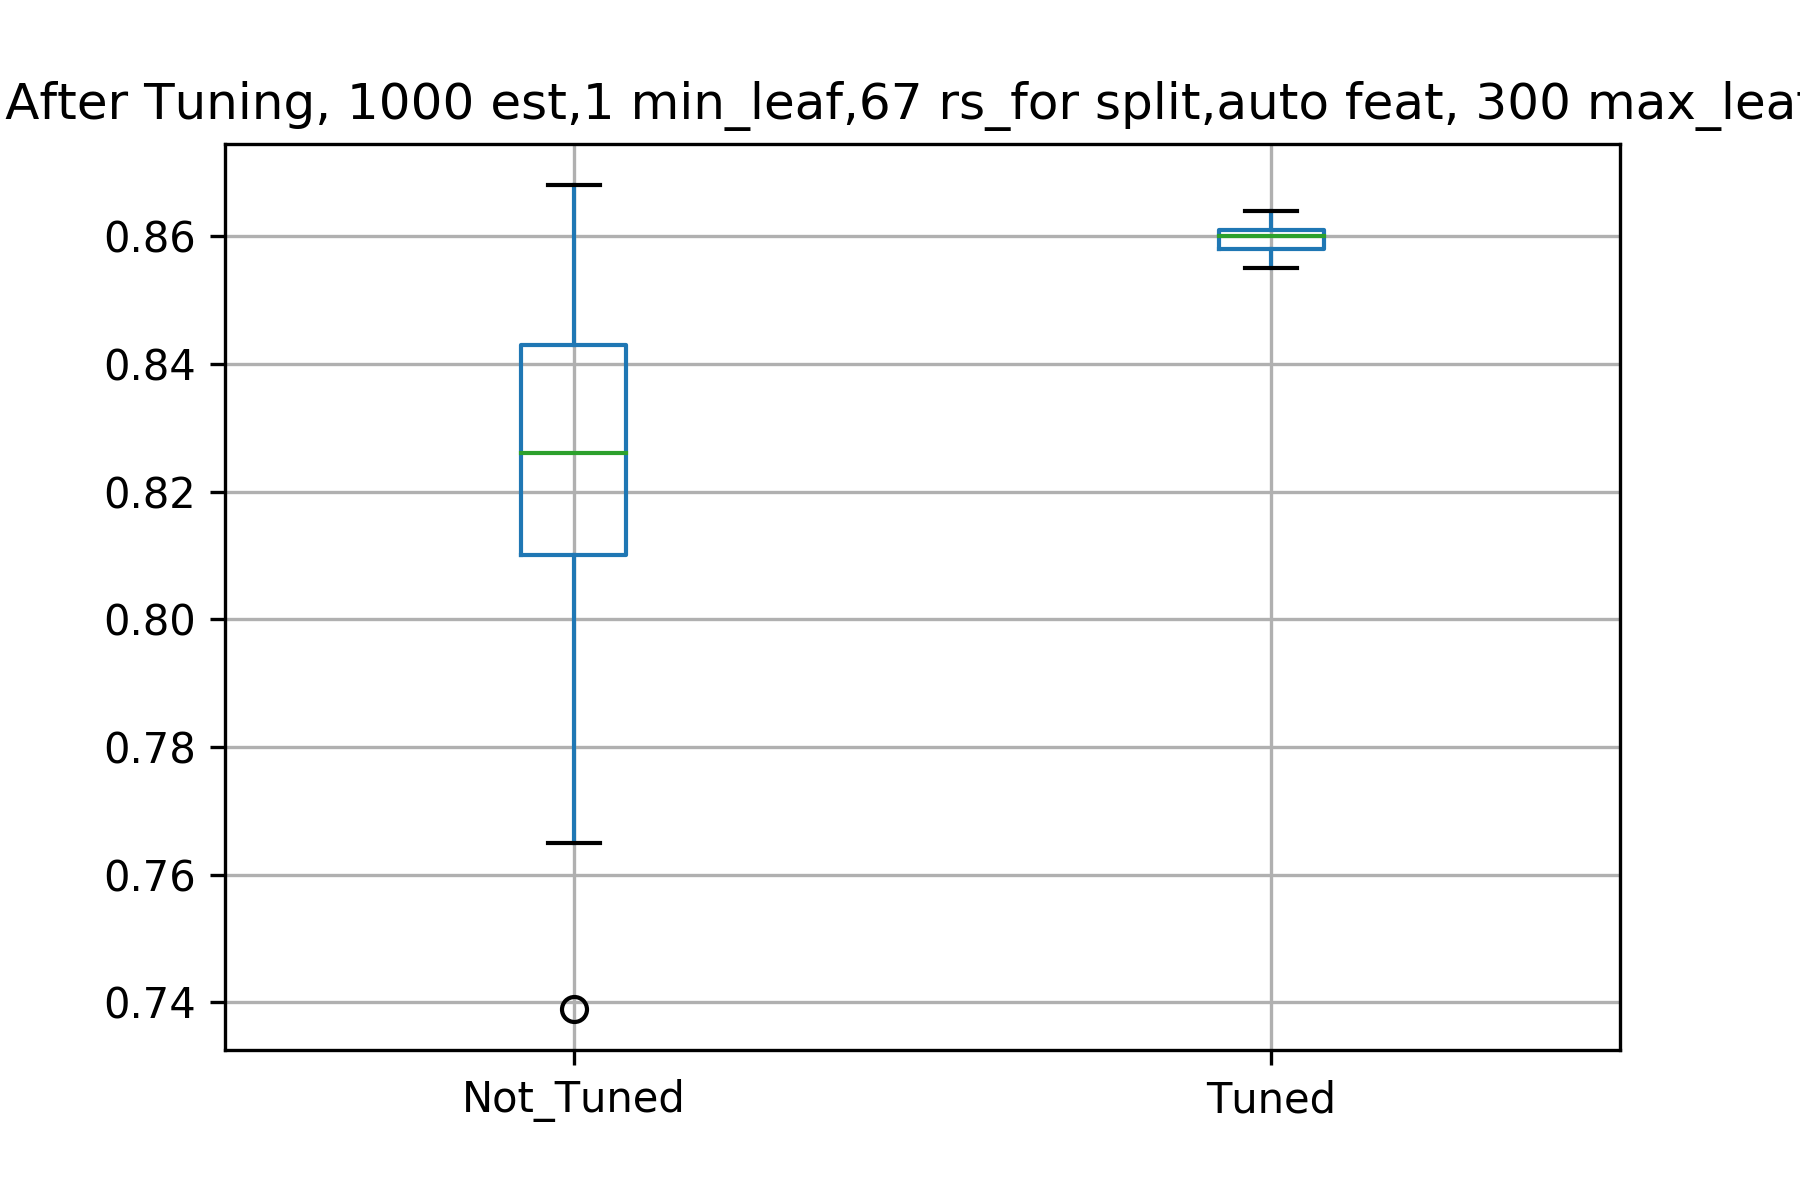 After Tuning, 1000 est,1 min_leaf,67 rs_for split,auto feat, 300
0.86
0.84
0.82
0.80
0.78
0.76
0.74
Not_Tuned
Tuned